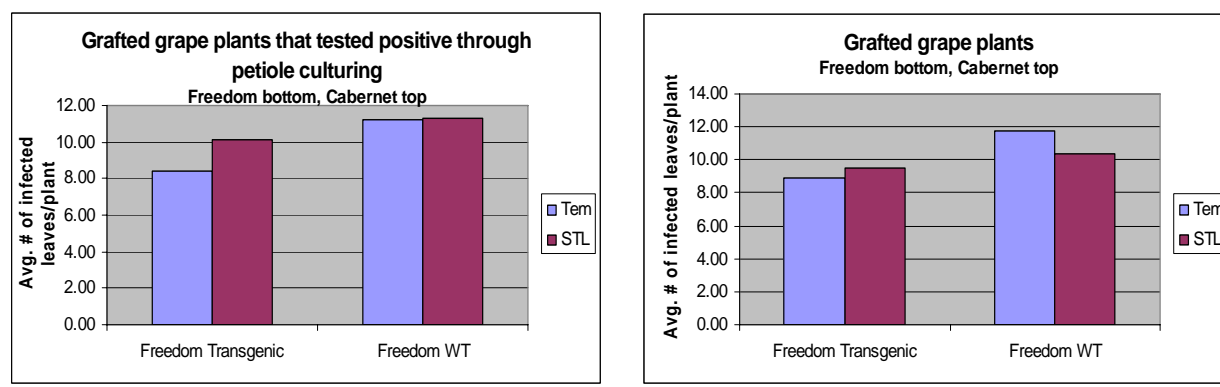 Grafted grape plants that tested positive through
petiole culturing
Freedom bottom, Cabernet top
Avg. # of infected
leaves/plant
12.00
10.00
8.00
6.00
4.00
2.00
0.00
Freedom Transgenic
Freedom WT
Tem
STL
Grafted grape plants
Freedom bottom, Cabernet top
Avg. # of infected leaves/plant
14.00
12.00
10.00
8.00
6.00
4.00
2.00
0.00
Freedom Transgenic
Freedom WT
Tem
STL